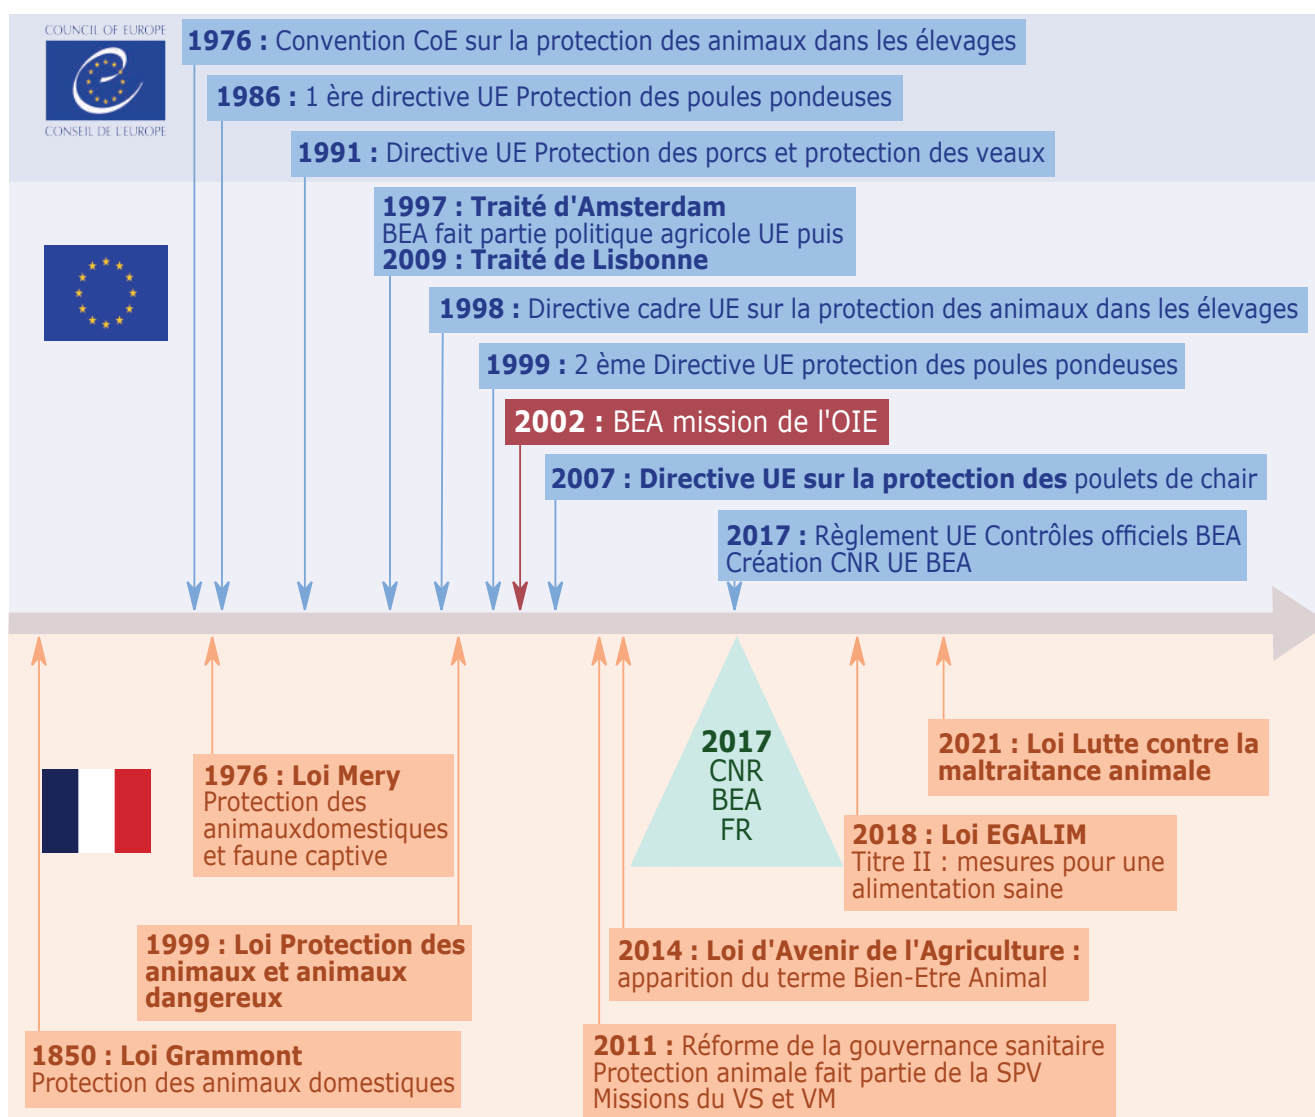 COUNCIL OF EUROPE
CONSEIL DE L'EUROPE
1976 : Convention CoE sur la protection des animaux dans les élevages
1986 : 1 ère directive UE Protection des poules pondeuses
1991 : Directive UE Protection des porcs et protection des veaux
1997 : Traité d'Amsterdam
BEA fait partie politique agricole UE puis
2009 : Traité de Lisbonne
1998 : Directive cadre UE sur la protection des animaux dans les élevages
1999 : 2 ème Directive UE protection des poules pondeuses
2002 : BEA mission de l'OIE
2007 : Directive UE sur la protection des poulets de chair
2017 : Règlement UE Contrôles officiels BEA
Création CNR UE BEA
1976 : Loi Mery
Protection des
animauxdomestiques
et faune captive
2017
CNR
BEA
FR
2021 : Loi Lutte contre la
maltraitance animale
2018 : Loi EGALIM
Titre II : mesures pour une
alimentation saine
1999 : Loi Protection des
animaux et animaux
dangereux
2014 : Loi d'Avenir de l'Agriculture :
apparition du terme Bien-Etre Animal
1850 : Loi Grammont
Protection des animaux domestiques
2011 : Réforme de la gouvernance sanitaire
Protection animale fait partie de la SPV
Missions du VS et VM